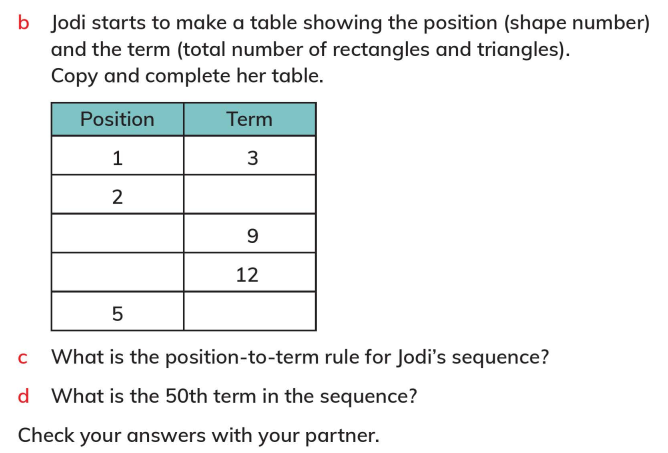 b Jodi starts to make a table showing the position (shape number)
and the term (total number of rectangles and triangles).
Copy and complete her table.
Position Term
1 3
2
9
12
5
c What is the position-to-term rule for Jodi’s sequence?
d What is the 50th term in the sequence?
Check your answers with your partner.